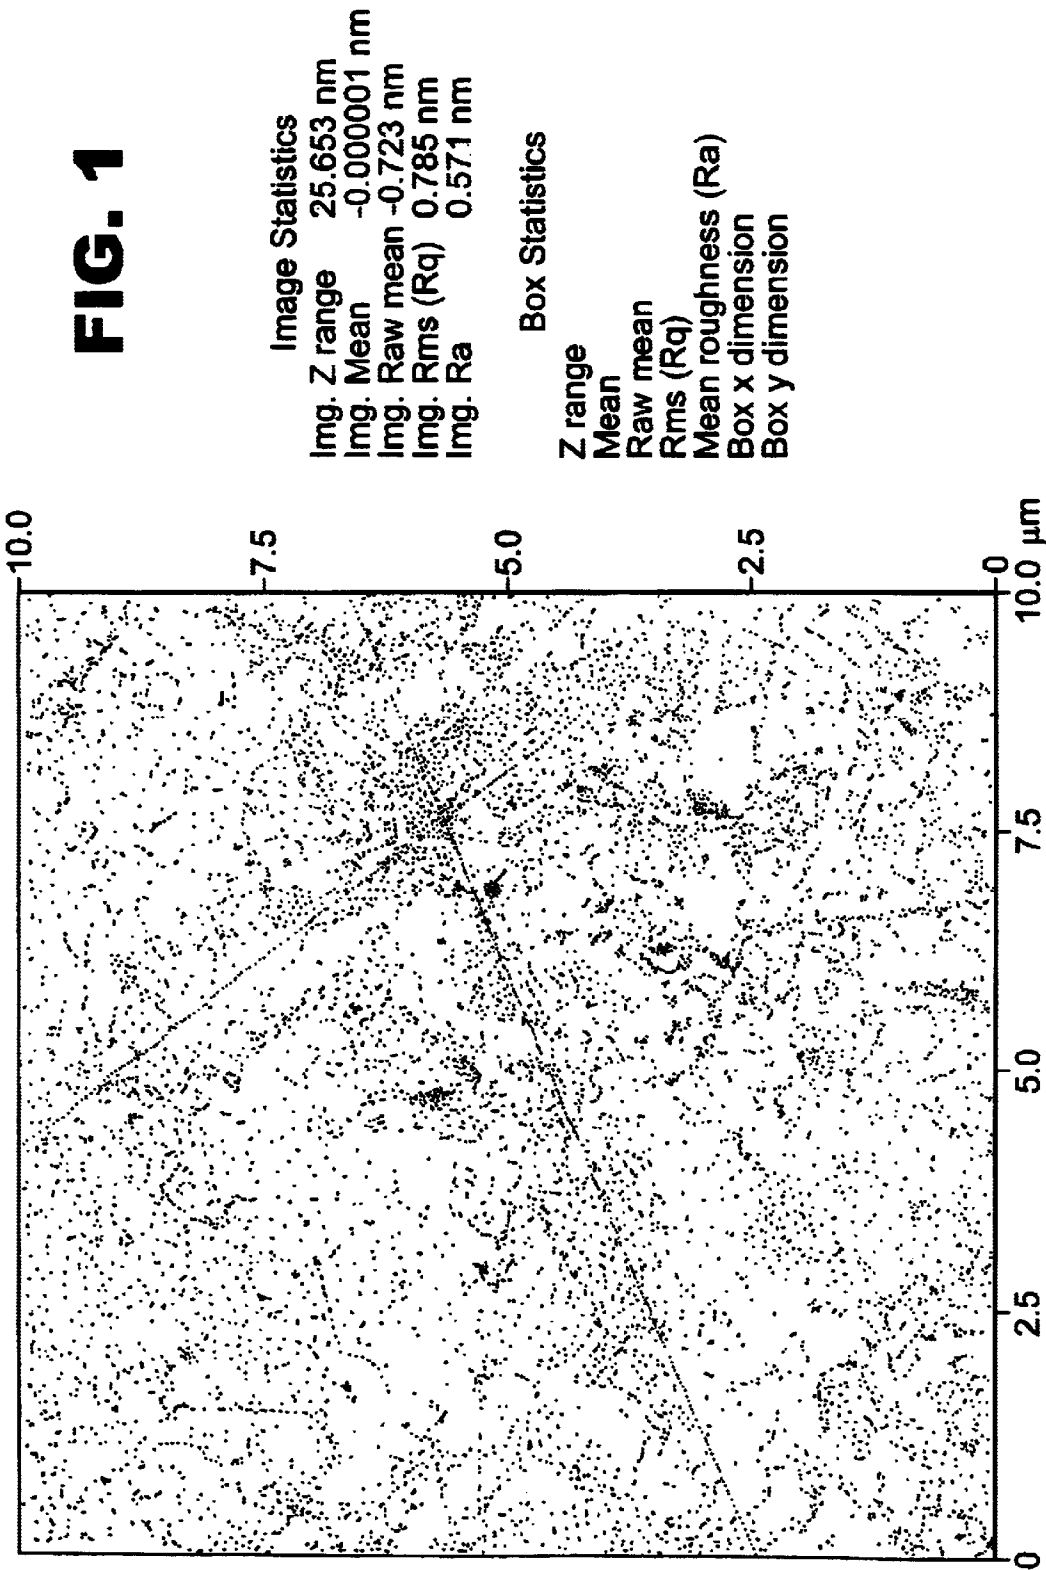 FIG. 1
Image Statistics
Img. Z range 25.653 nm
Img. Mean -0.000001 nm
Img. Raw mean -0.723 nm
Img. Rms (Rq) 0.785 nm
Img. Ra 0.571 nm
Box Statistics
Z range
Mean
Raw mean
Rms (Rq)
Mean roughness (Ra)
Box x dimension
Box y dimension
10.0
7.5
5.0
2.5
0
0 2.5 5.0 7.5 10.0 µm